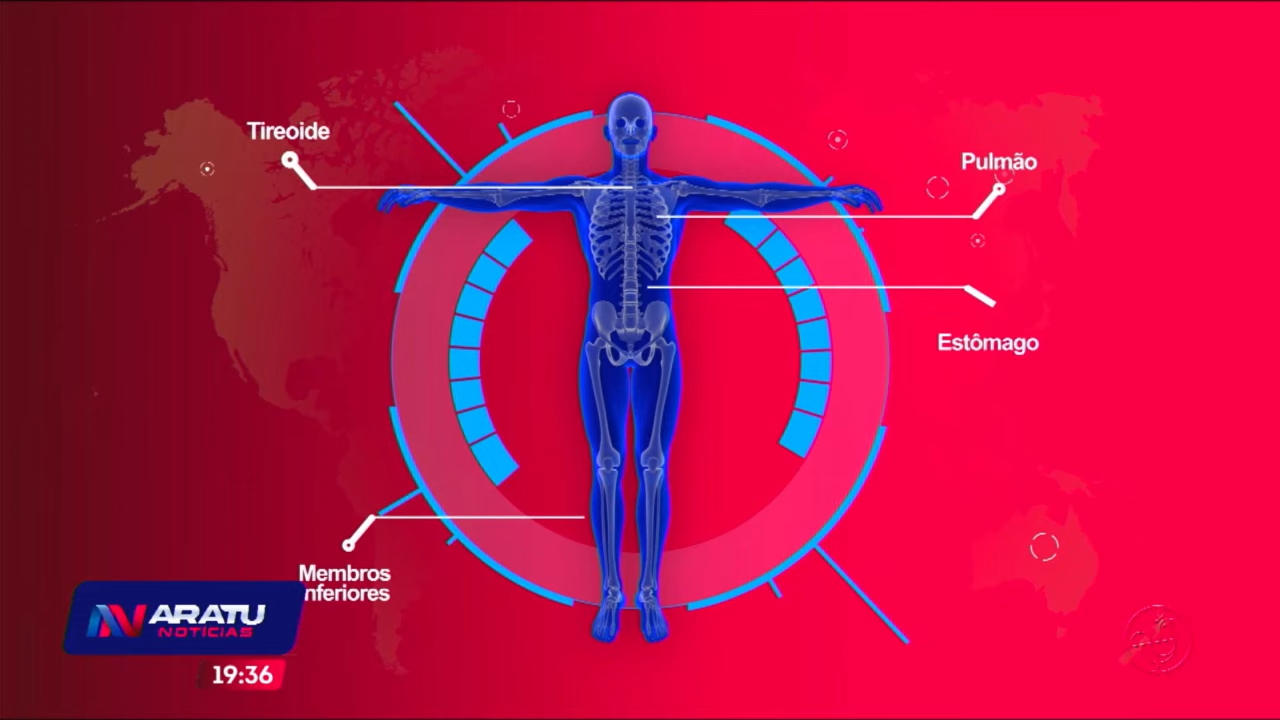 Tireoide
Pulmão
Estômago
Membros
nferiores
ARATU
NOTÍCIAS
19:36